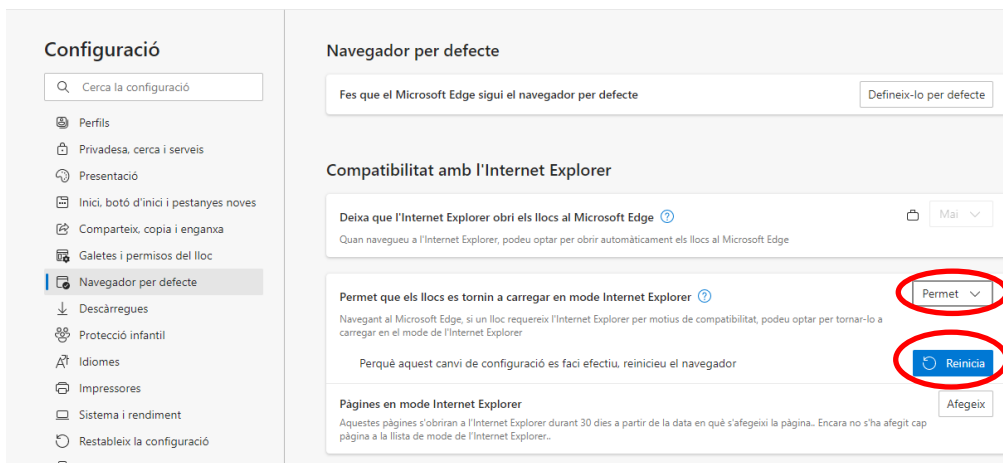 Configuració
Cerca la configuració
Perfils
Privadesa, cerca i serveis
Presentació
Inici, botó d'inici i pestanyes noves
Comparteix, copia i enganxa
Galetes i permisos del lloc
Navegador per defecte
Descàrregues
Protecció infantil
Idiomes
Impressores
Sistema i rendiment
Restableix la configuració
Navegador per defecte
Fes que el Microsoft Edge sigui el navegador per defecte
Defineix-lo per defecte
Compatibilitat amb l'Internet Explorer
Deixa que l'Internet Explorer obri els llocs al Microsoft Edge
Mai
Quan navegueu a l'Internet Explorer, podeu optar per obrir automàticament els llocs al Microsoft Edge
Permet que els llocs es tornin a carregar en mode Internet Explorer
Permet
Navegant al Microsoft Edge, si un lloc requereix l'Internet Explorer per motius de compatibilitat, podeu optar per tornar-lo a
carregar en el mode de l'Internet Explorer
Perquè aquest canvi de configuració es faci efectiu, reinicieu el navegador
Reinicia
Pàgines en mode Internet Explorer
Afegeix
Aquestes pàgines s'obriran a l'Internet Explorer durant 30 dies a partir de la data en què s'afegeixi la pàgina.. Encara no s'ha afegit cap
pàgina a la llista de mode de l'Internet Explorer..